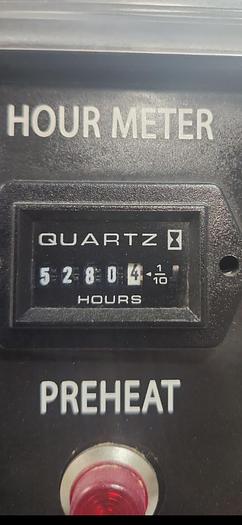 HOUR METER
QUARTZ
52804 1/10
HOURS
PREHEAT